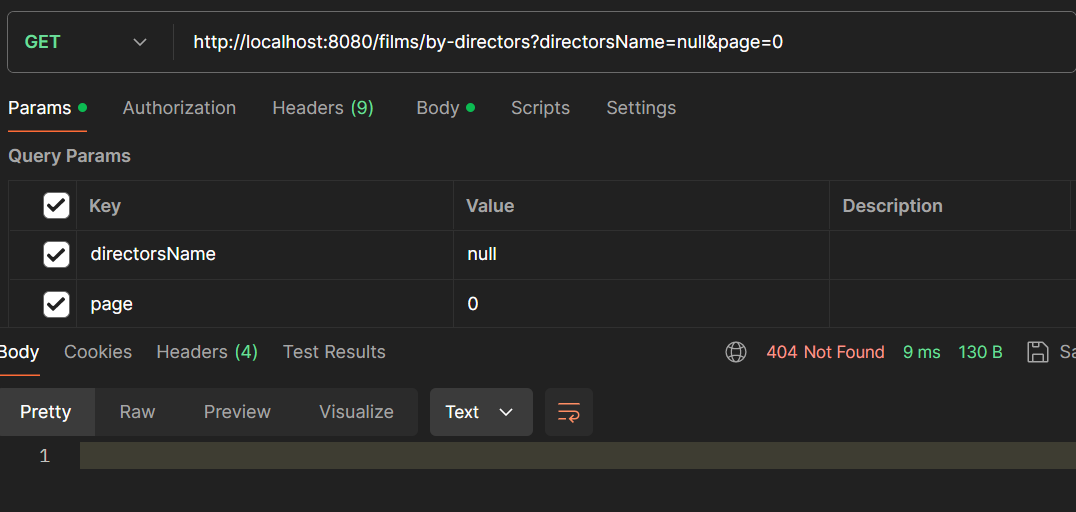 GET http://localhost:8080/films/by-directors?directorsName=null&page=0
Params Authorization Headers (9) Body Scripts Settings
Query Params
Key Value Description
directorsName null
page 0
Body Cookies Headers (4) Test Results 404 Not Found 9 ms 130 B Sa
Pretty Raw Preview Visualize Text
1